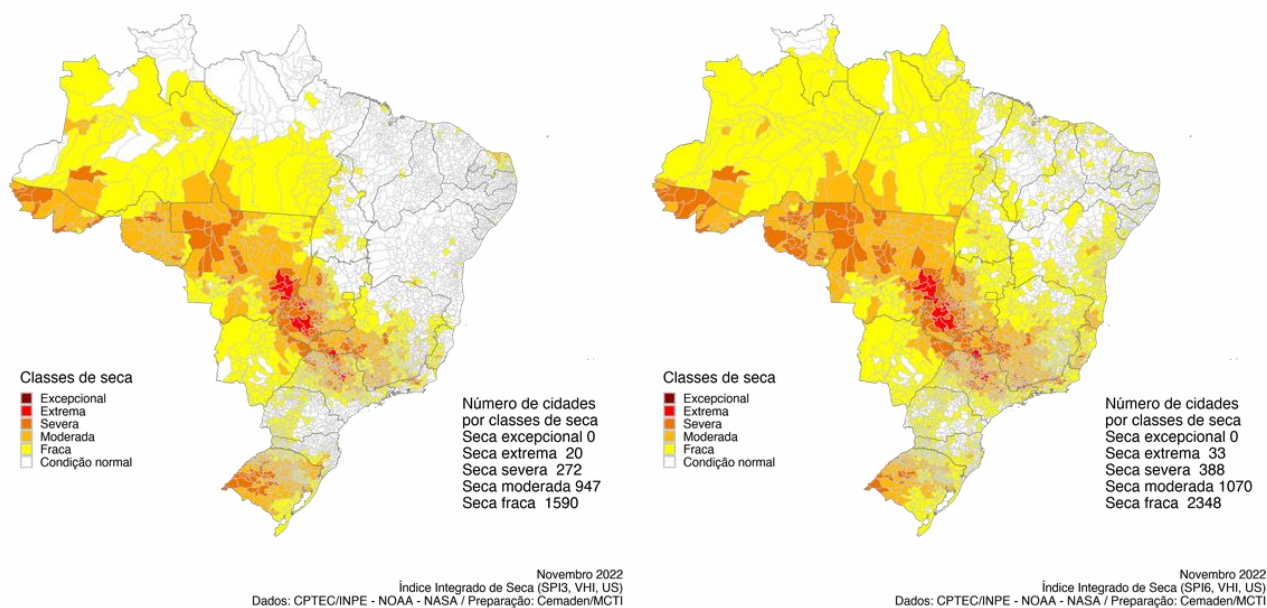 Classes de seca
Excepcional
Extrema
Severa
Moderada
Fraca
Condição normal
Número de cidades
por classes de seca
Seca excepcional 0
Seca extrema 20
Seca severa 272
Seca moderada 947
Seca fraca 1590
Novembro 2022
Índice Integrado de Seca (SPI3, VHI, US)
Dados: CPTEC/INPE - NOAA - NASA / Preparação: Cemaden/MCTI
Classes de seca
Excepcional
Extrema
Severa
Moderada
Fraca
Condição normal
Número de cidades
por classes de seca
Seca excepcional 0
Seca extrema 33
Seca severa 388
Seca moderada 1070
Seca fraca 2348
Novembro 2022
Índice Integrado de Seca (SPI6, VHI, US)
Dados: CPTEC/INPE - NOAA - NASA / Preparação: Cemaden/MCTI